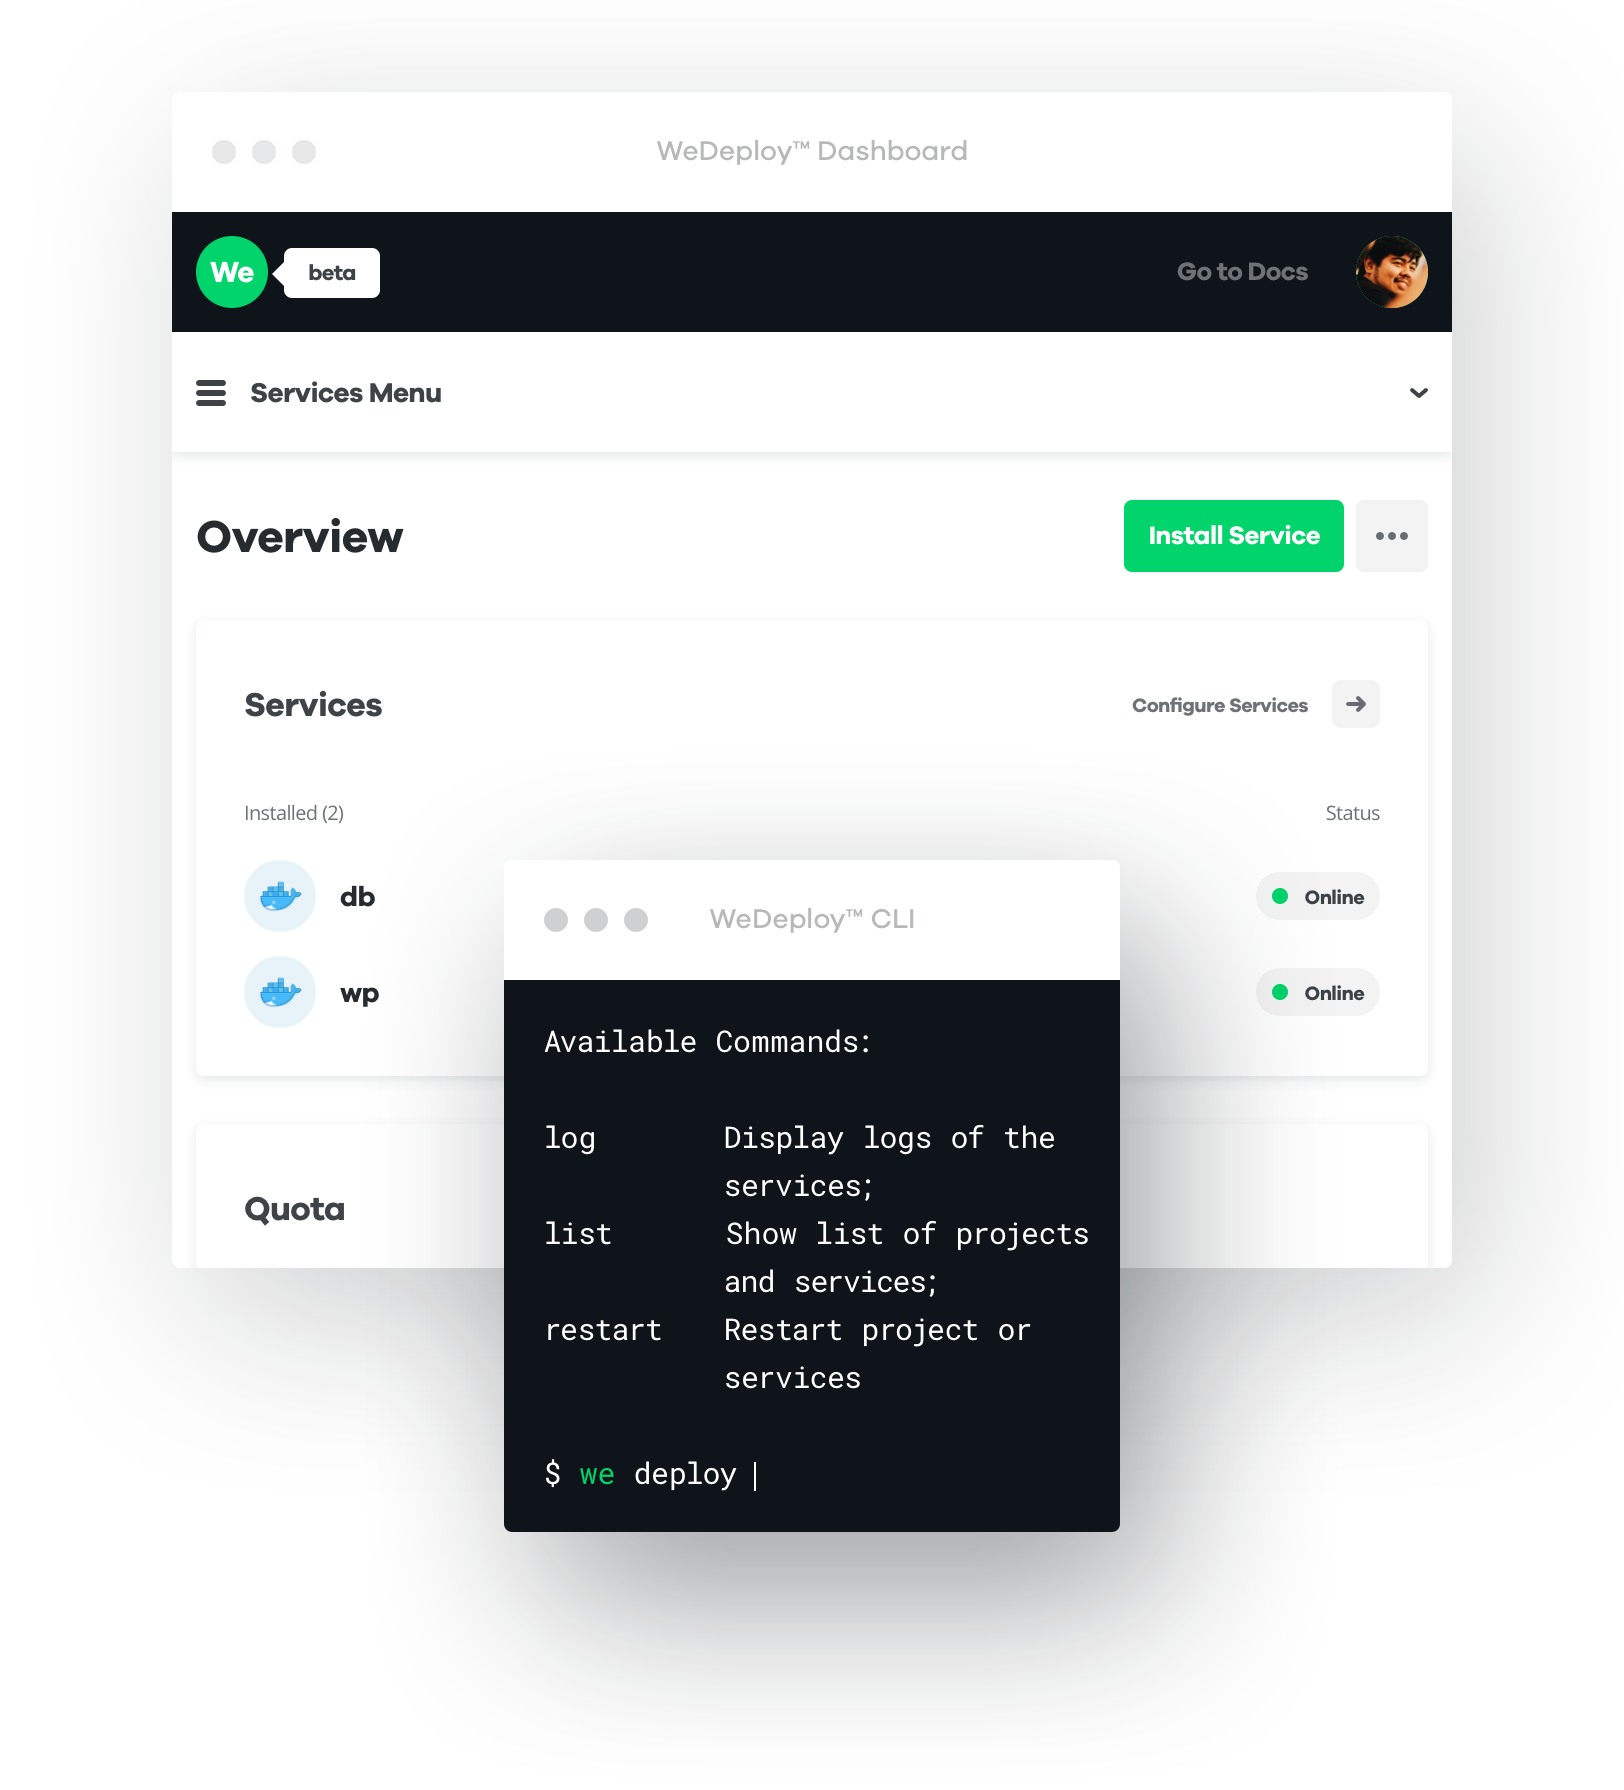 WeDeploy™ Dashboard
We
beta
Go to Docs
Services Menu
Overview
Install Service
Services
Configure Services
Installed (2)
Status
db
Online
wp
Online
Quota
WeDeploy™ CLI
Available Commands:
log Display logs of the
services;
list Show list of projects
and services;
restart Restart project or
services
$ we deploy |